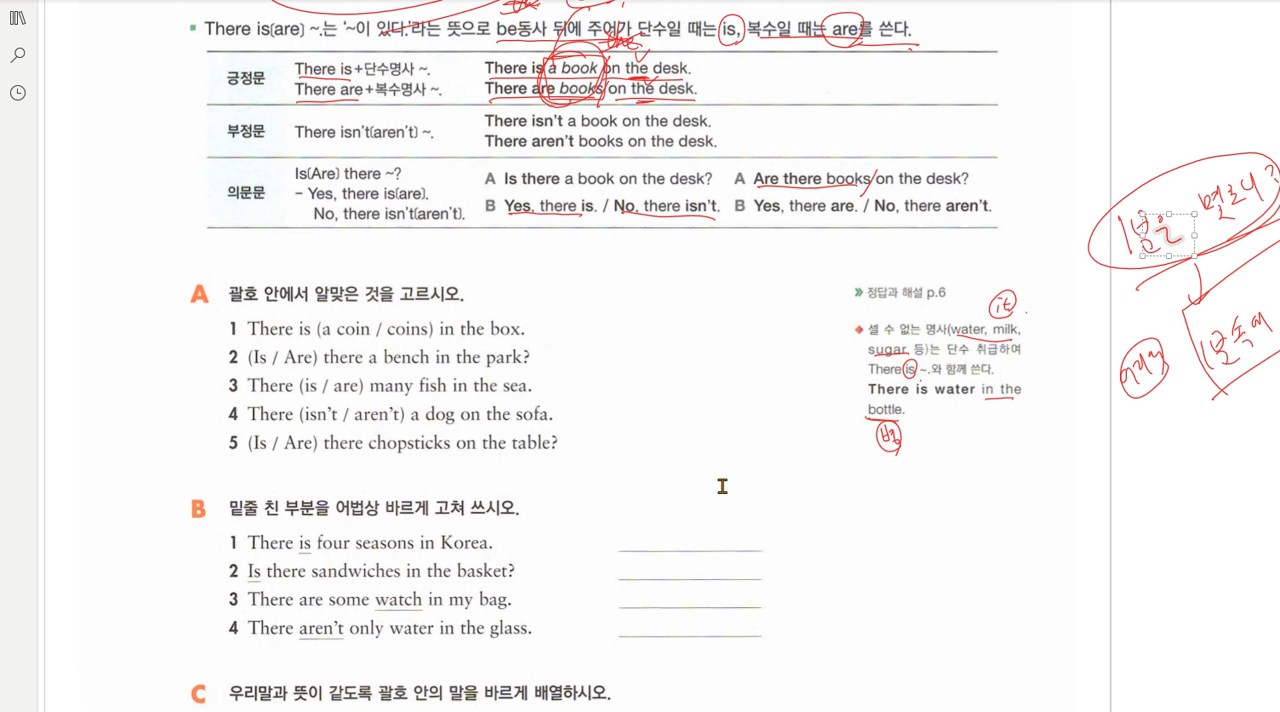 There is(are) ~.는 '~이 있다.'라는 뜻으로 be동사 뒤에 주어가 단수일 때는 is, 복수일 때는 are를 쓴다.
긍정문
There is+단수명사 ~.
There are+복수명사 ~.
There is a book on the desk.
There are books on the desk.
부정문
There isn't(aren't) ~.
There isn't a book on the desk.
There aren't books on the desk.
의문문
Is(Are) there ~?
– Yes, there is(are).
No, there isn't(aren't).
A Is there a book on the desk?
B Yes, there is. / No, there isn't.
A Are there books on the desk?
B Yes, there are. / No, there aren't.
A 괄호 안에서 알맞은 것을 고르시오.
1 There is (a coin / coins) in the box.
2 (Is / Are) there a bench in the park?
3 There (is / are) many fish in the sea.
4 There (isn't / aren't) a dog on the sofa.
5 (Is / Are) there chopsticks on the table?
» 정답과 해설 p.6
it
셀 수 없는 명사(water, milk,
sugar 등)는 단수 취급하여
There is ~.와 함께 쓴다.
There is water in the
bottle.
병
B 밑줄 친 부분을 어법상 바르게 고쳐 쓰시오.
1 There is four seasons in Korea.
2 Is there sandwiches in the basket?
3 There are some watch in my bag.
4 There aren't only water in the glass.
C 우리말과 뜻이 같도록 괄호 안의 말을 바르게 배열하시오.